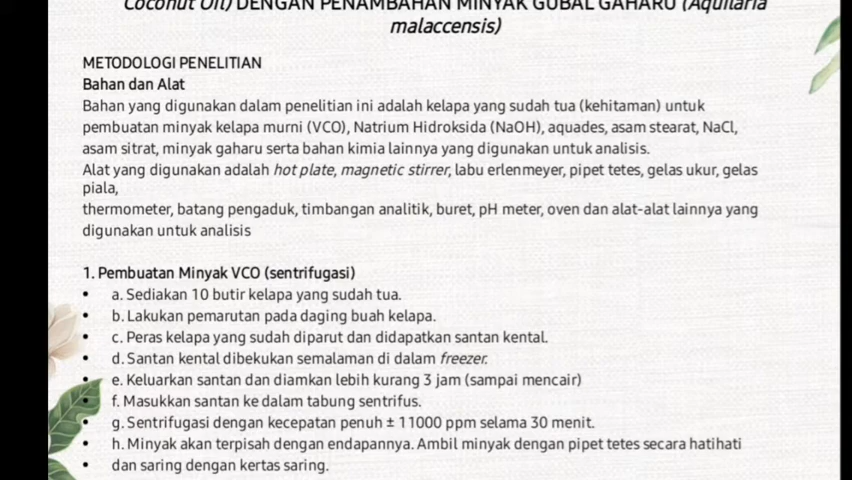 Coconut Oil) DENGAN PENAMBAHAN MINYAK GUBAL GAHARU (Aquilaria
malaccensis)
METODOLOGI PENELITIAN
Bahan dan Alat
Bahan yang digunakan dalam penelitian ini adalah kelapa yang sudah tua (kehitaman) untuk
pembuatan minyak kelapa murni (VCO), Natrium Hidroksida (NaOH), aquades, asam stearat, NaCl,
asam sitrat, minyak gaharu serta bahan kimia lainnya yang digunakan untuk analisis.
Alat yang digunakan adalah hot plate, magnetic stirrer, labu erlenmeyer, pipet tetes, gelas ukur, gelas
piala,
thermometer, batang pengaduk, timbangan analitik, buret, pH meter, oven dan alat-alat lainnya yang
digunakan untuk analisis
1. Pembuatan Minyak VCO (sentrifugasi)
• a. Sediakan 10 butir kelapa yang sudah tua.
• b. Lakukan pemarutan pada daging buah kelapa.
• c. Peras kelapa yang sudah diparut dan didapatkan santan kental.
• d. Santan kental dibekukan semalaman di dalam freezer.
• e. Keluarkan santan dan diamkan lebih kurang 3 jam (sampai mencair)
• f. Masukkan santan ke dalam tabung sentrifus.
• g. Sentrifugasi dengan kecepatan penuh ± 11000 ppm selama 30 menit.
• h. Minyak akan terpisah dengan endapannya. Ambil minyak dengan pipet tetes secara hatihati
• dan saring dengan kertas saring.